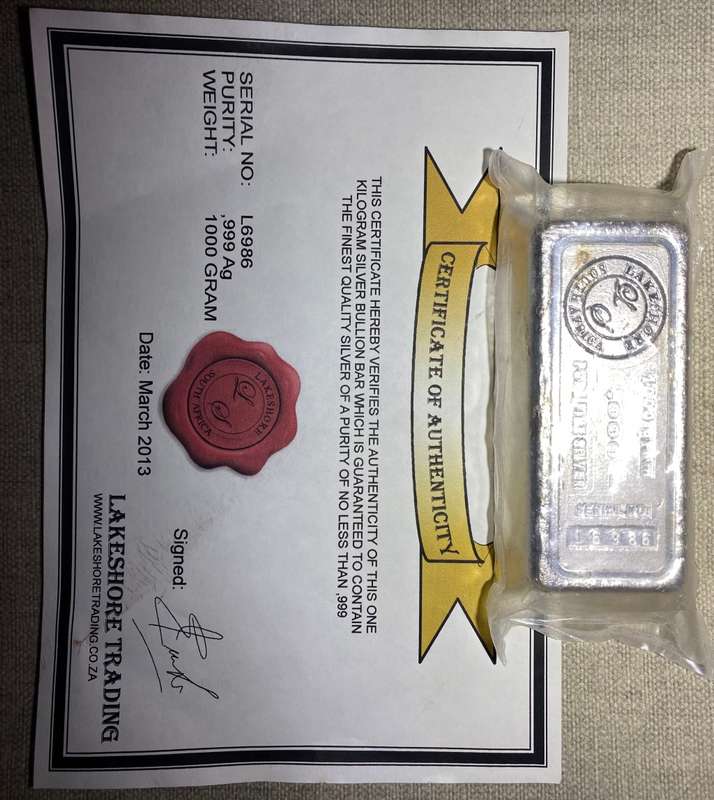 CERTIFICATE OF AUTHENTICITY
THIS CERTIFICATE HEREBY VERIFIES THE AUTHENTICITY OF THIS ONE
KILOGRAM SILVER BULLION BAR WHICH IS GUARANTEED TO CONTAIN
THE FINEST QUALITY SILVER OF A PURITY OF NO LESS THAN ,999
SERIAL NO: L6986
PURITY: ,999 Ag
WEIGHT: 1000 GRAM
LAKESHORE
SOUTH AFRICA
Date: March 2013
Signed:
LAKESHORE TRADING
WWW.LAKESHORETRADING.CO.ZA
LAKESHORE
SOUTH AFRICA